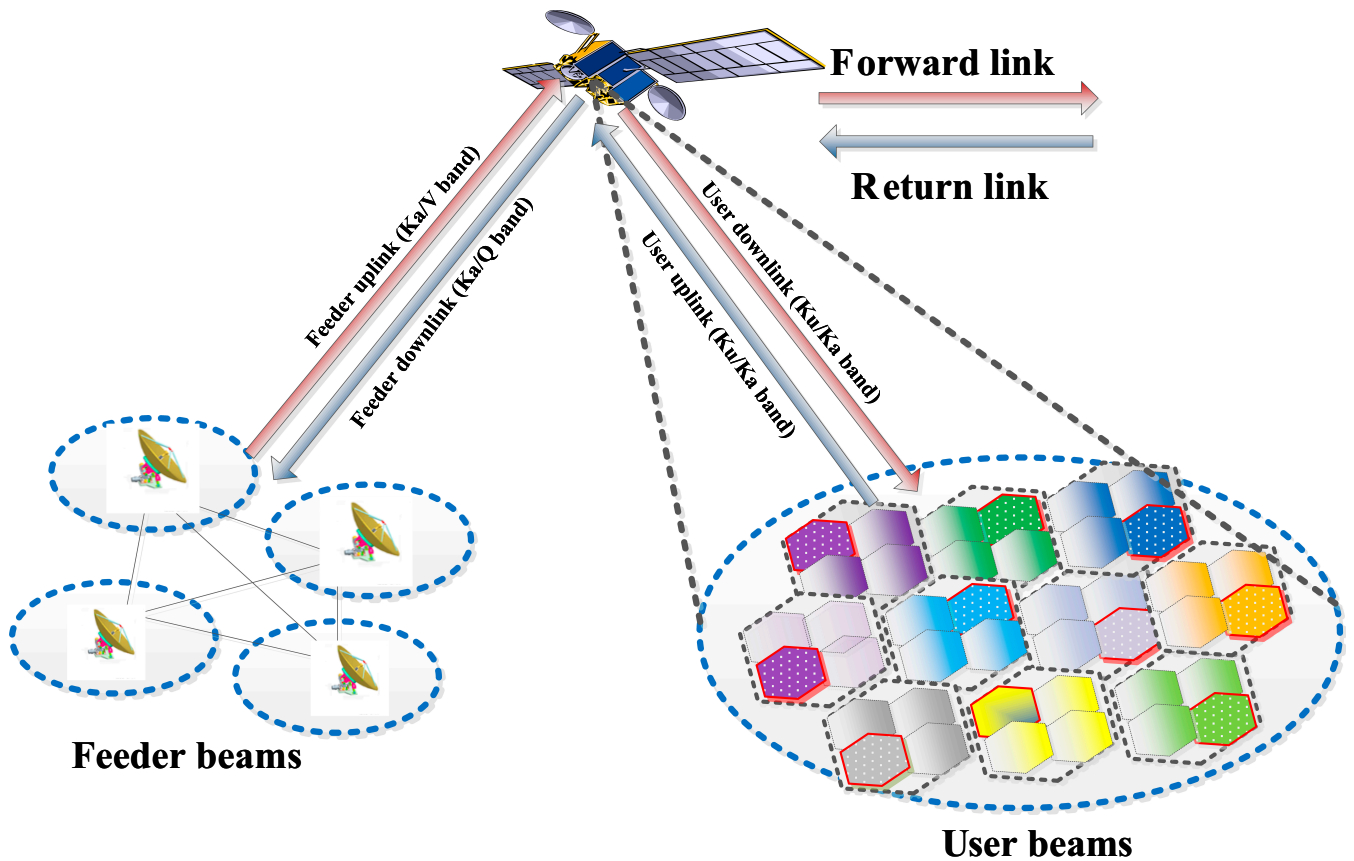 Forward link
Return link
Feeder uplink (Ka/V band)
Feeder downlink (Ka/Q band)
User uplink (Ku/Ka band)
User downlink (Ku/Ka band)
Feeder beams
User beams